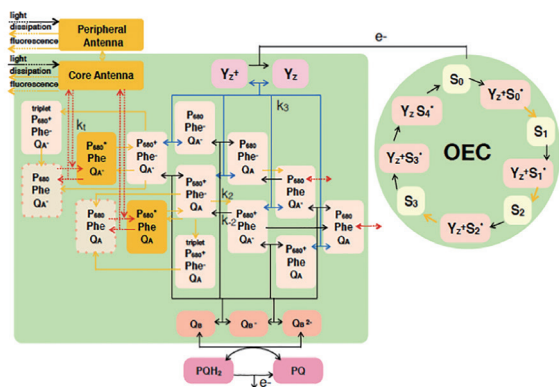 light
dissipation
fluorescence
Peripheral
Antenna
light
dissipation
fluorescence
Core Antenna
Yz+
Yz
e-
k3
kt
triplet
P680+
Phe-
QA-
P680
Phe
QA-
P680*
Phe
QA-
P680+
Phe
QA-
P680
Phe-
QA-
P680+
Phe-
QA-
P680
Phe-
QA
P680
Phe
QA-
P680
Phe
QA
P680*
Phe
QA
P680+
Phe-
QA
k2
k-2
P680+
Phe
QA
P680
Phe
QA
triplet
P680+
Phe-
QA
P680+
Phe
QA
QB
QB-
QB2-
PQH2
PQ
e-
OEC
S0
Yz+S0*
S1
Yz+S1*
S2
Yz+S2*
S3
Yz+S3*
Yz S4*